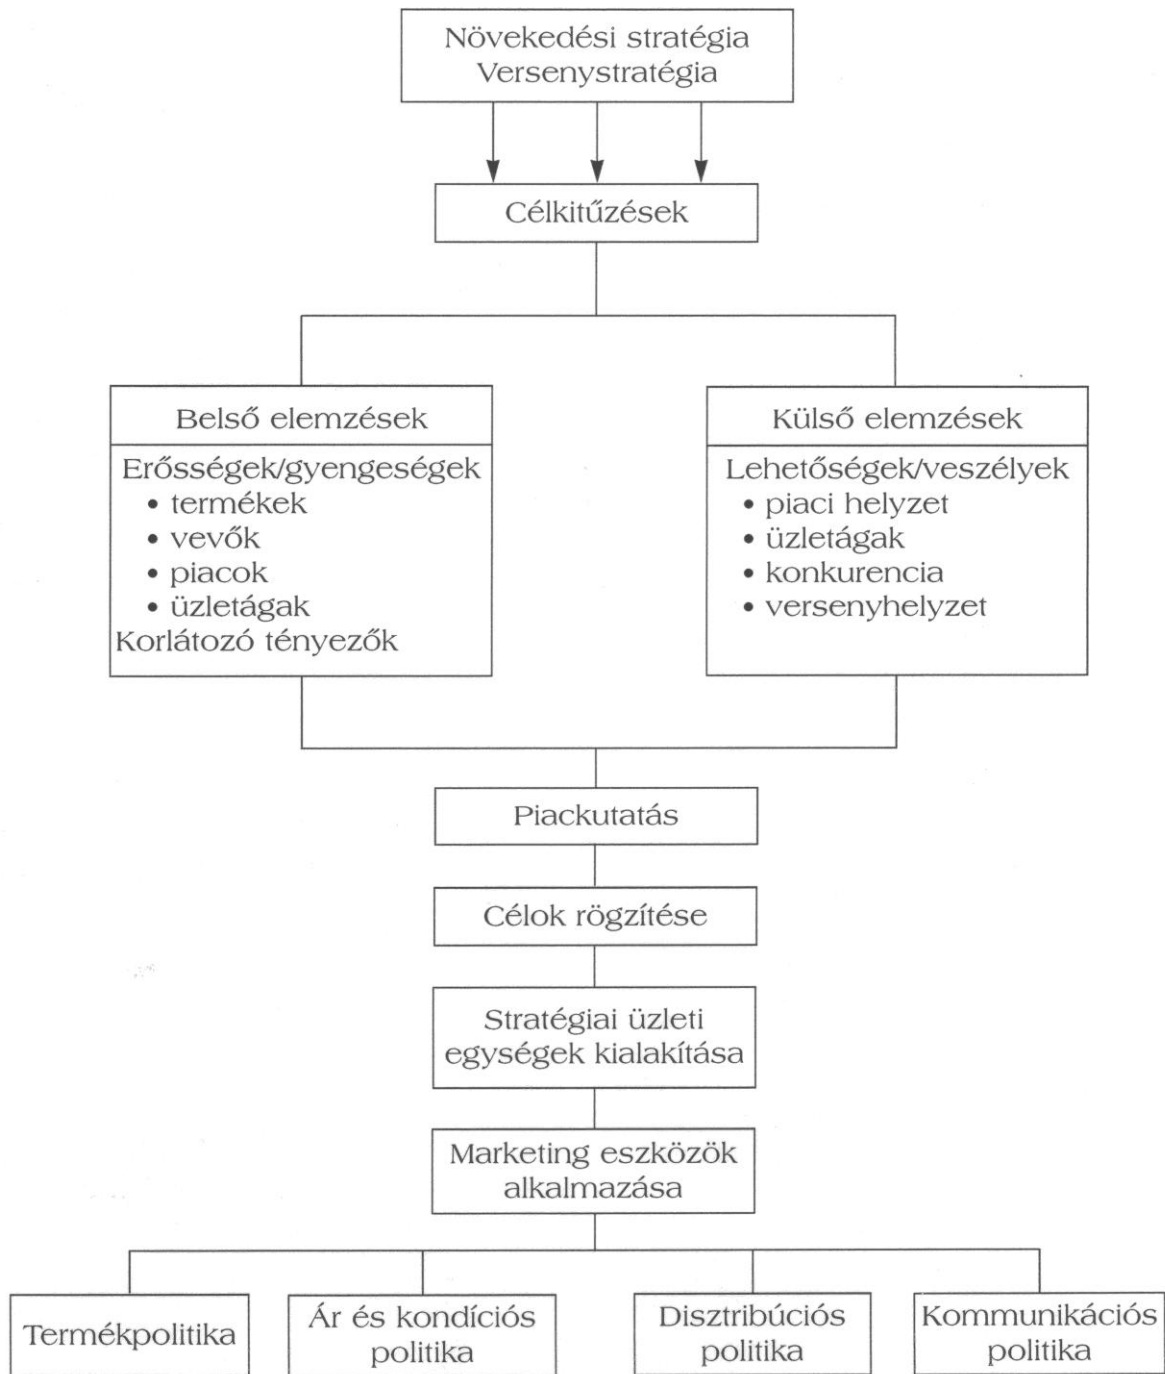 Növekedési stratégia
Versenystratégia
Célkitűzések
Belső elemzések
Erősségek/gyengeségek
• termékek
• vevők
• piacok
• üzletágak
Korlátozó tényezők
Külső elemzések
Lehetőségek/veszélyek
• piaci helyzet
• üzletágak
• konkurencia
• versenyhelyzet
Piackutatás
Célok rögzítése
Stratégiai üzleti
egységek kialakítása
Marketing eszközök
alkalmazása
Termékpolitika
Ár és kondíciós
politika
Disztribúciós
politika
Kommunikációs
politika